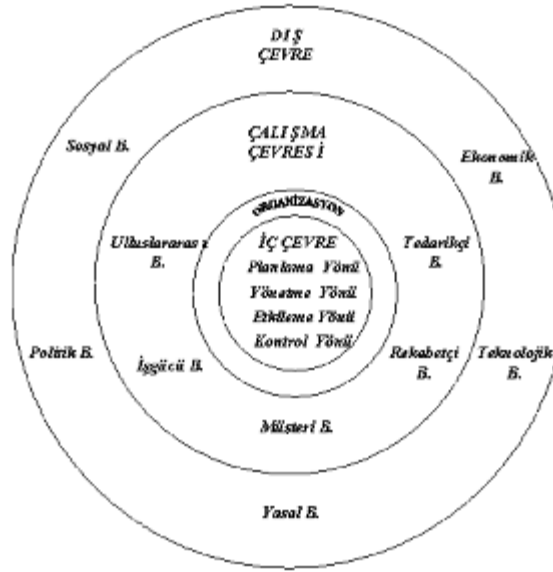 DIŞ
ÇEVRE
Sosyal B.
ÇALIŞMA
ÇEVRESİ
Ekonomik
B.
ORGANİZASYON
Uluslararası
B.
İÇ ÇEVRE
Planlama Yönü
Yönetme Yönü
Etkileme Yönü
Kontrol Yönü
Tedarikçi
B.
Politik B.
İşgücü B.
Rekabetçi
B.
Teknolojik
B.
Müşteri B.
Yasal B.